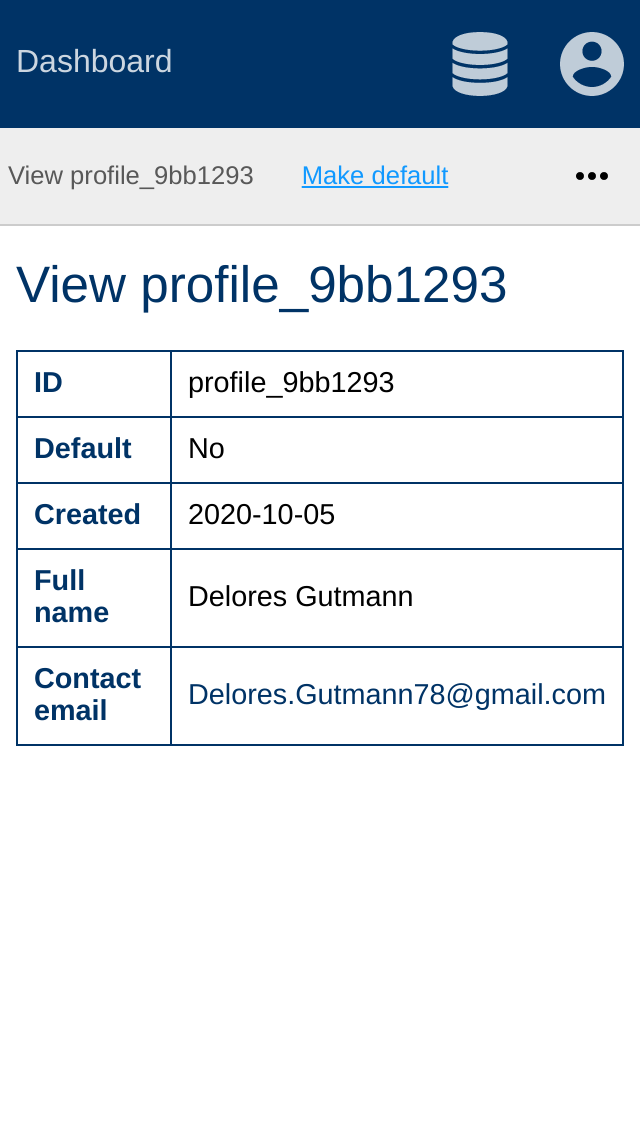 Dashboard
View profile_9bb1293 Make default
View profile_9bb1293
ID profile_9bb1293
Default No
Created 2020-10-05
Full name Delores Gutmann
Contact email Delores.Gutmann78@gmail.com